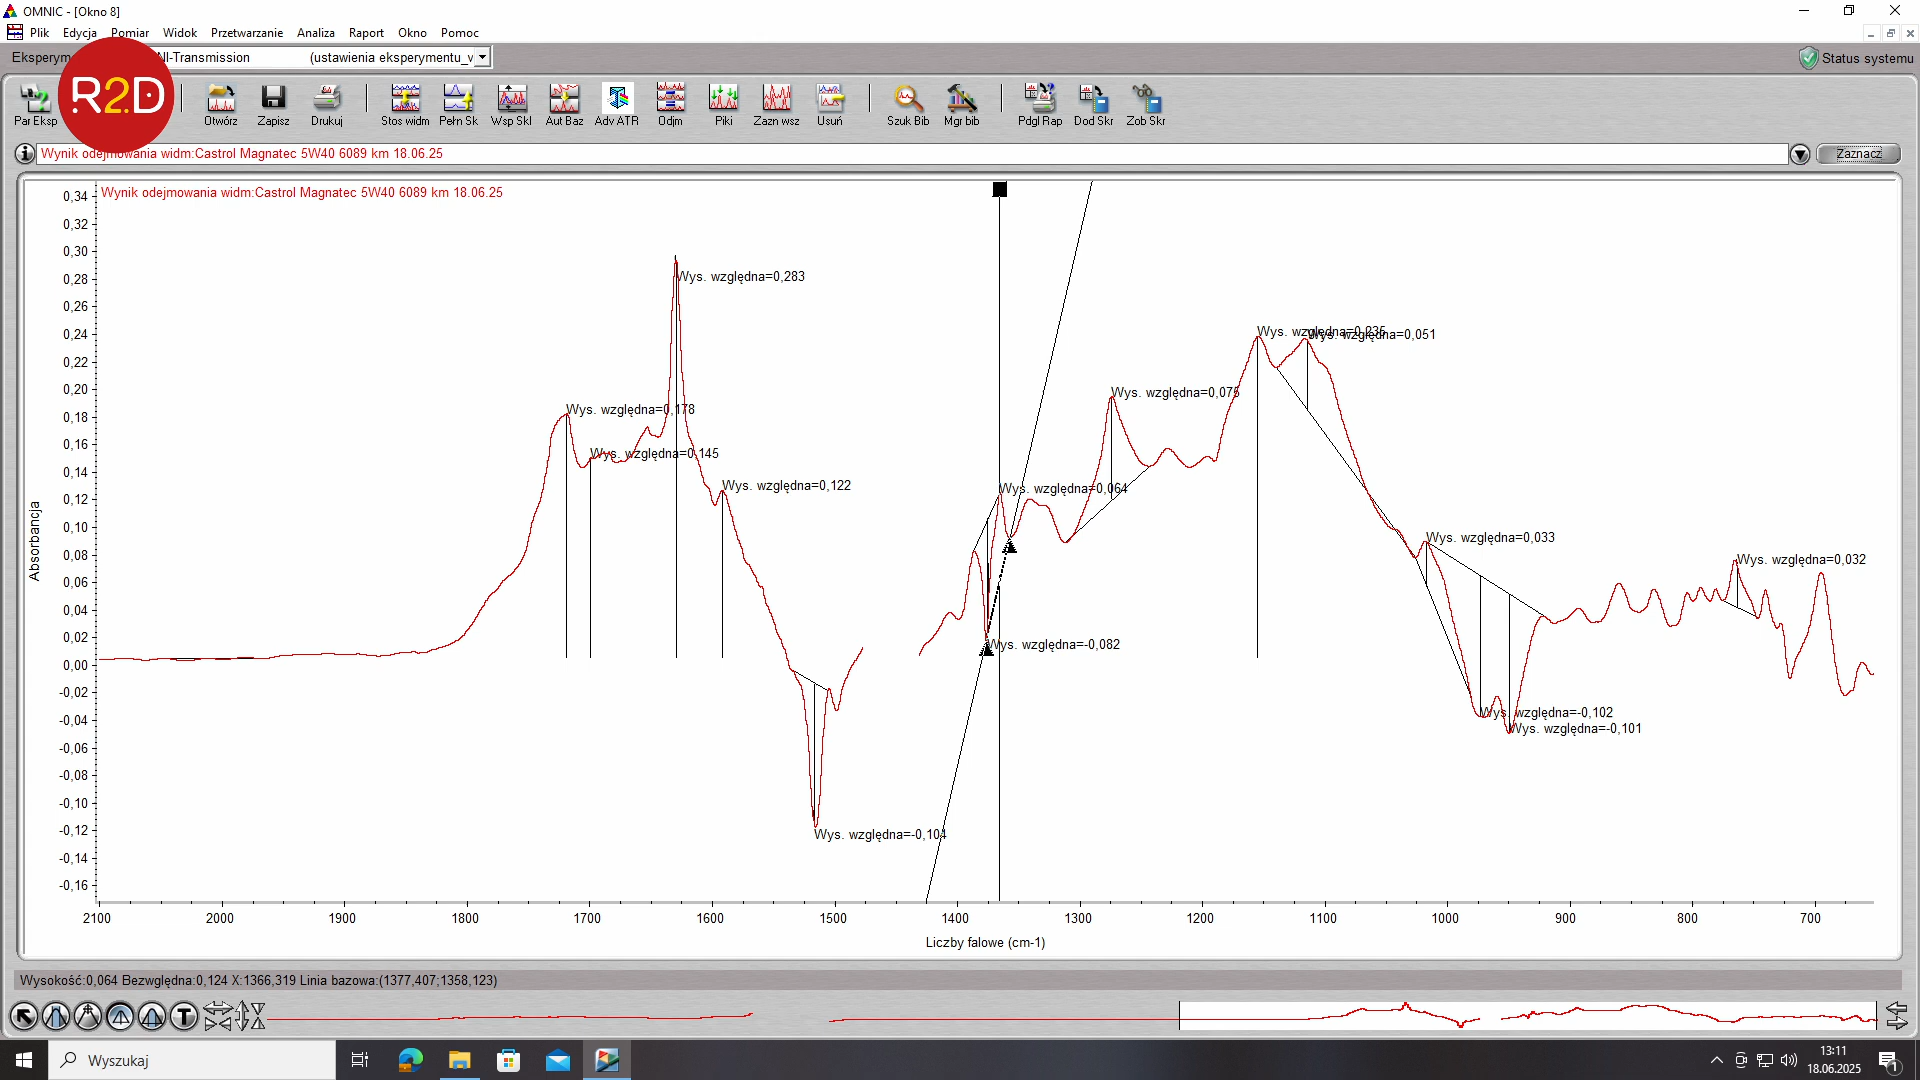 OMNIC - [Okno 8]
Plik Edycja Pomiar Widok Przetwarzanie Analiza Raport Okno Pomoc
Eksperym NI-Transmission (ustawienia eksperymentu_v Status systemu
R2D
Par Eksp Otwórz Zapisz Drukuj Stos widm Pełn Sk Wsp Skl Aut Baz Adv ATR Odjm Piki Zazn wsz Usuń Szuk Bib Mgr bib Pdgl Rap Dod Skr Zob Skr
Wynik odejmowania widm:Castrol Magnatec 5W40 6089 km 18.06.25 Zaznacz
Wynik odejmowania widm:Castrol Magnatec 5W40 6089 km 18.06.25
0,34
0,32
0,30
0,28
0,26
0,24
0,22
0,20
0,18
0,16
0,14
0,12
0,10
0,08
0,06
0,04
0,02
0,00
-0,02
-0,04
-0,06
-0,08
-0,10
-0,12
-0,14
-0,16
Absorbancja
Wys. względna=0,178
Wys. względna=0,145
Wys. względna=0,283
Wys. względna=0,122
Wys. względna=-0,104
Wys. względna=-0,082
Wys. względna=0,064
Wys. względna=0,075
Wys. względna=0,235
Wys. względna=0,051
Wys. względna=0,033
Wys. względna=-0,102
Wys. względna=-0,101
Wys. względna=0,032
2100 2000 1900 1800 1700 1600 1500 1400 1300 1200 1100 1000 900 800 700
Liczby falowe (cm-1)
Wysokość:0,064 Bezwględna:0,124 X:1366,319 Linia bazowa:(1377,407;1358,123)
T
Wyszukaj
13:11
18.06.2025
1